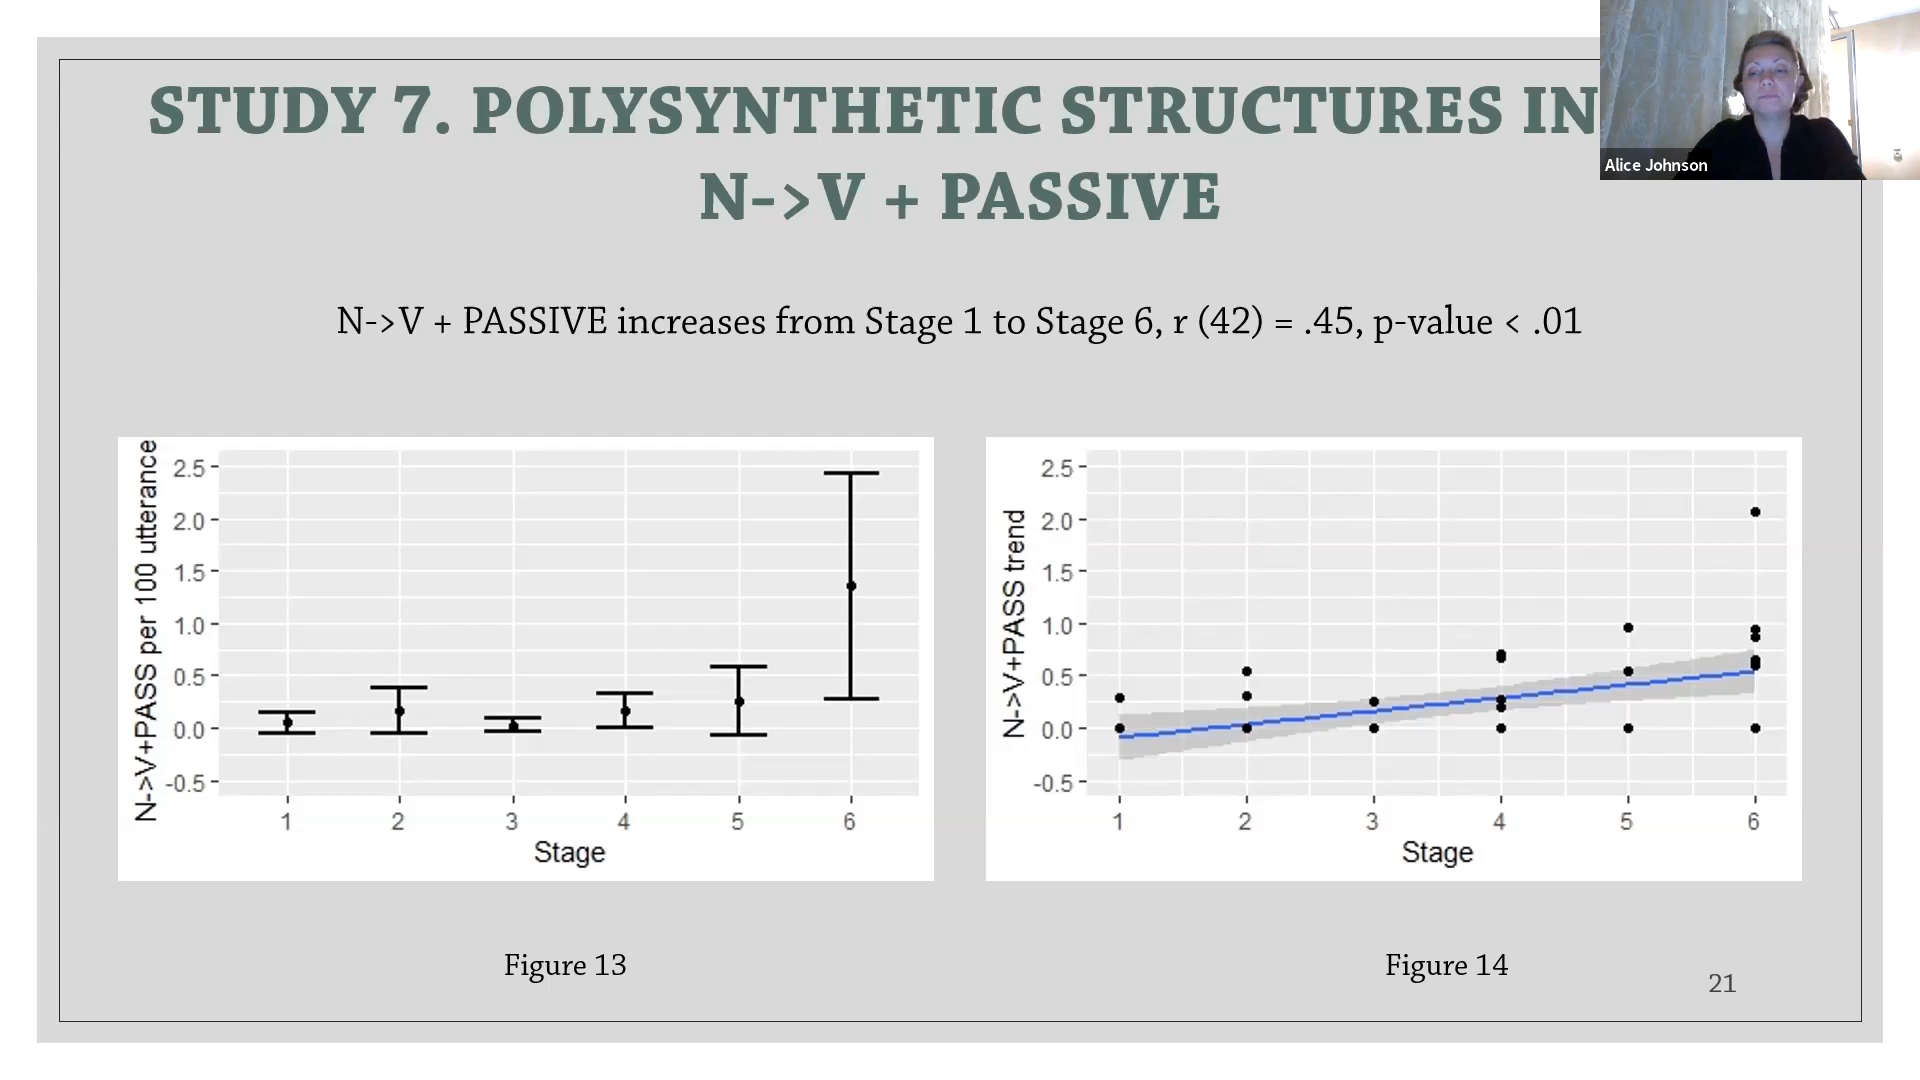 STUDY 7. POLYSYNTHETIC STRUCTURES IN
N->V + PASSIVE
Alice Johnson
N->V + PASSIVE increases from Stage 1 to Stage 6, r (42) = .45, p-value < .01
N->V+PASS per 100 utterance
2.5
2.0
1.5
1.0
0.5
0.0
-0.5
1 2 3 4 5 6
Stage
N->V+PASS trend
2.5
2.0
1.5
1.0
0.5
0.0
-0.5
1 2 3 4 5 6
Stage
Figure 13
Figure 14
21